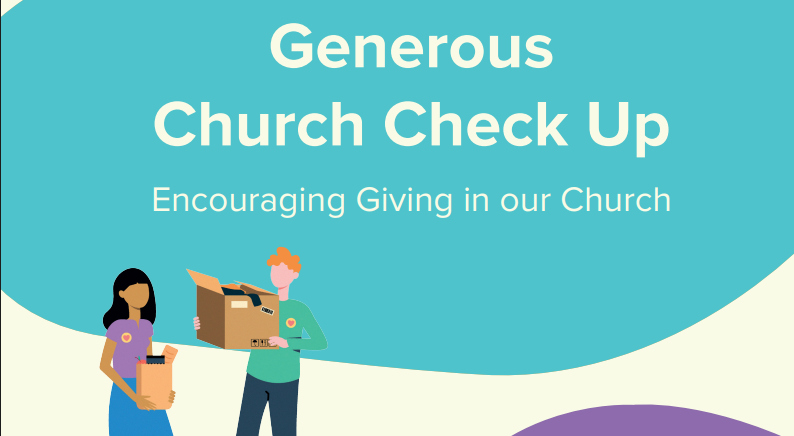 Generous
Church Check Up
Encouraging Giving in our Church